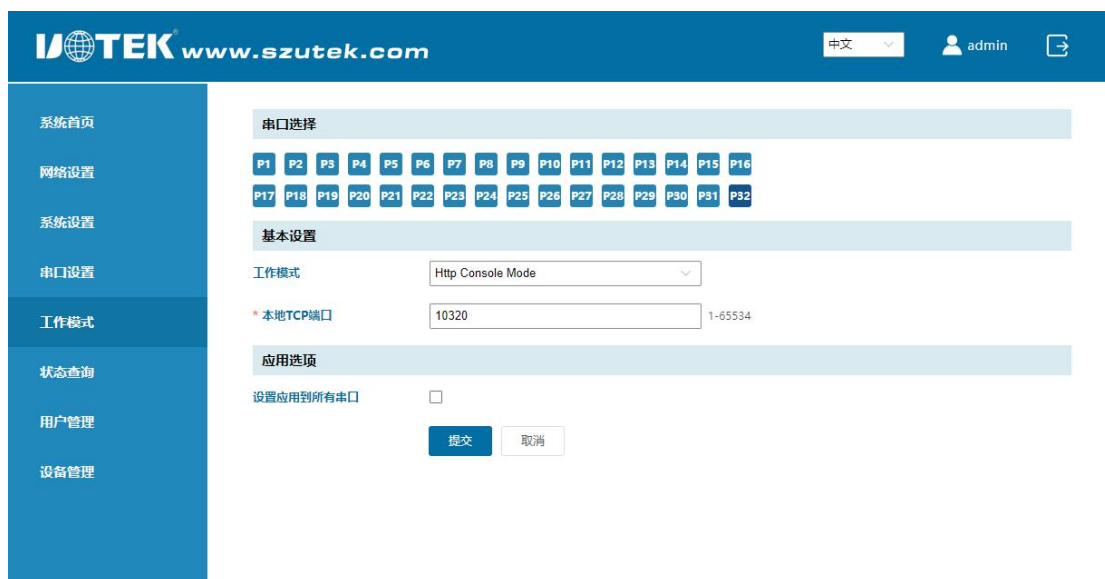 UTEK® www.szutek.com
中文
admin
系统首页
网络设置
系统设置
串口设置
工作模式
状态查询
用户管理
设备管理
串口选择
P1 P2 P3 P4 P5 P6 P7 P8 P9 P10 P11 P12 P13 P14 P15 P16
P17 P18 P19 P20 P21 P22 P23 P24 P25 P26 P27 P28 P29 P30 P31 P32
基本设置
工作模式 Http Console Mode
* 本地TCP端口 10320 1-65534
应用选项
设置应用到所有串口
提交 取消